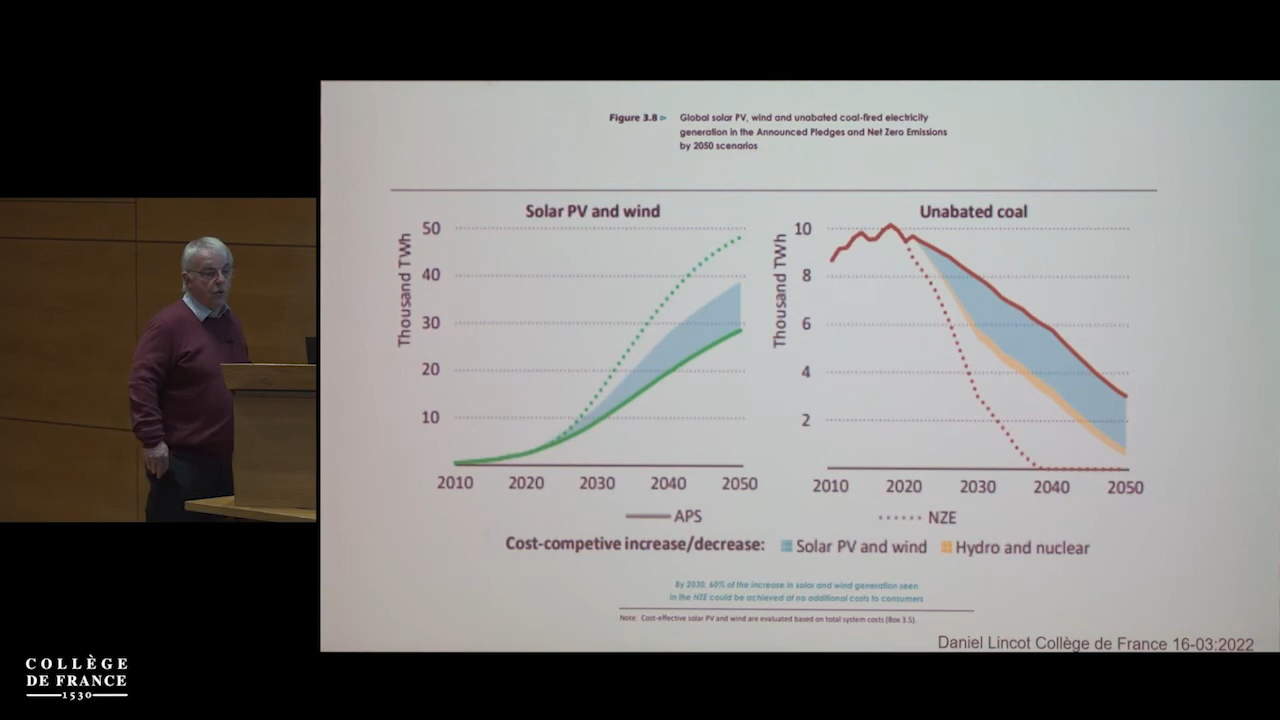 Figure 3.8 ▷ Global solar PV, wind and unabated coal-fired electricity
generation in the Announced Pledges and Net Zero Emissions
by 2050 scenarios
Solar PV and wind
Thousand TWh
50
40
30
20
10
2010 2020 2030 2040 2050
Unabated coal
Thousand TWh
10
8
6
4
2
2010 2020 2030 2040 2050
APS NZE
Cost-competive increase/decrease: Solar PV and wind Hydro and nuclear
By 2030, 60% of the increase in solar and wind generation seen
in the NZE could be achieved at no additional costs to consumers
Note: Cost-effective solar PV and wind are evaluated based on total system costs (Box 3.5).
Daniel Lincot Collège de France 16-03:2022
COLLÈGE
DE FRANCE
1530